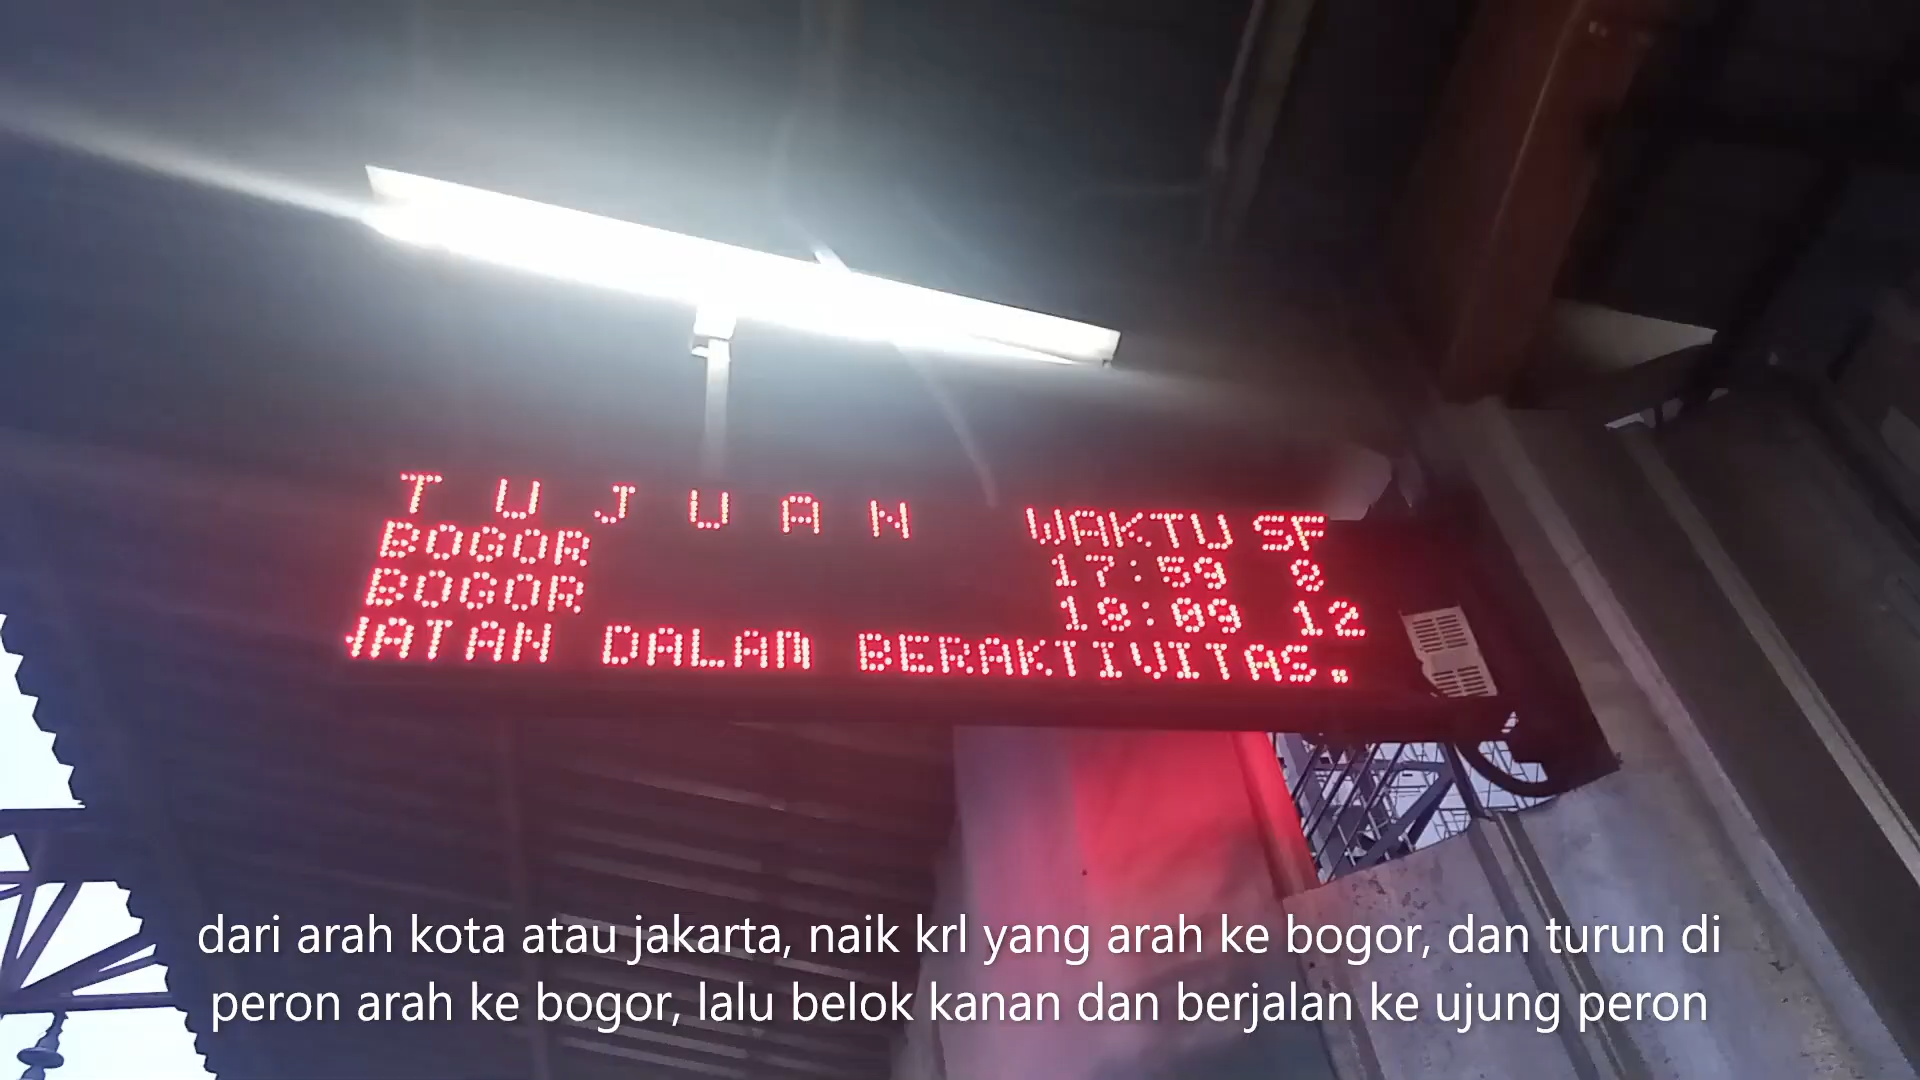 TUJUAN WAKTU SF
BOGOR 17:59 8
BOGOR 18:09 12
JATAN DALAM BERAKTIVITAS.
dari arah kota atau jakarta, naik krl yang arah ke bogor, dan turun di
peron arah ke bogor, lalu belok kanan dan berjalan ke ujung peron